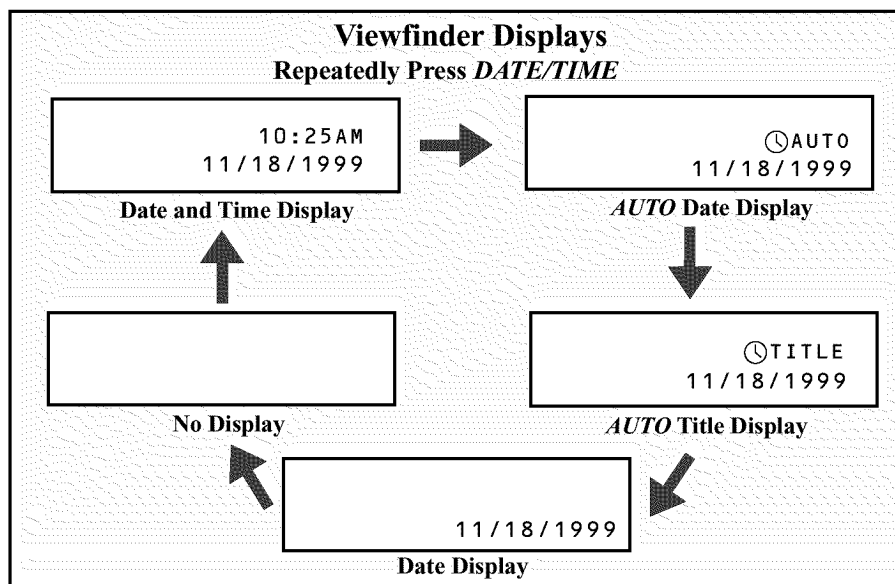 Viewfinder Displays
Repeatedly Press DATE/TIME
10:25AM
11/18/1999
Date and Time Display
AUTO
11/18/1999
AUTO Date Display
TITLE
11/18/1999
AUTO Title Display
11/18/1999
Date Display
No Display